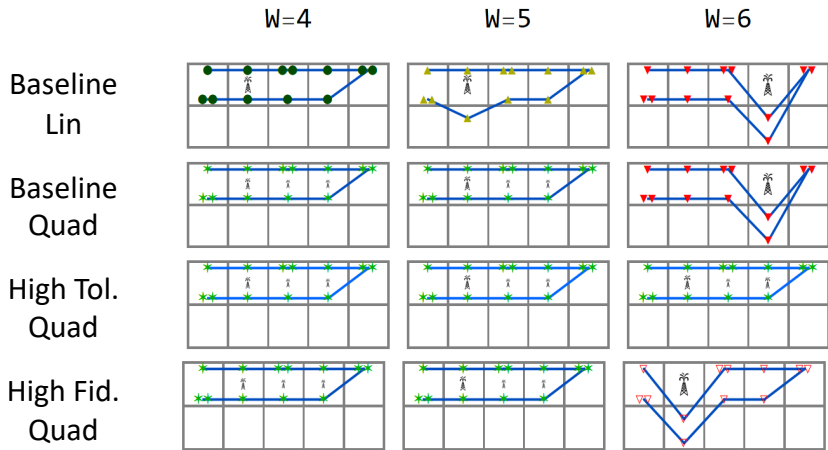 W=4 W=5 W=6
Baseline
Lin
Baseline
Quad
High Tol.
Quad
High Fid.
Quad